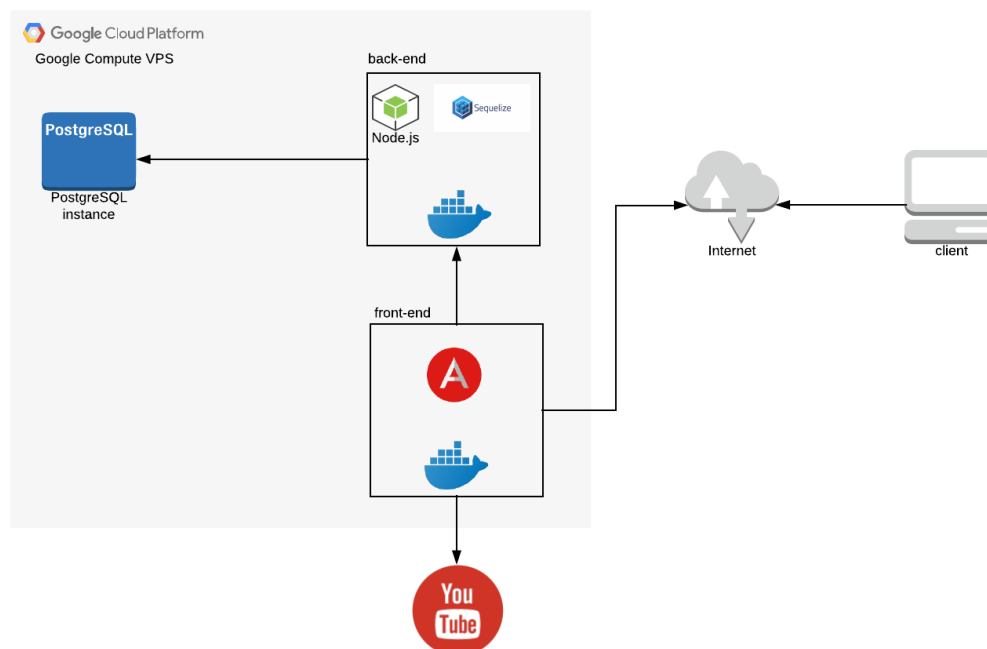 Google Cloud Platform
Google Compute VPS
back-end
Node.js
Sequelize
PostgreSQL
PostgreSQL
instance
Internet
client
front-end
A
You
Tube